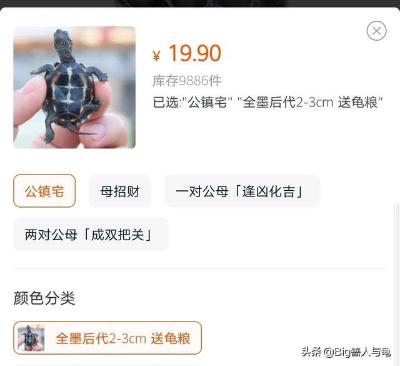 ¥ 19.90
库存9886件
已选:"公镇宅" "全墨后代2-3cm 送龟粮"
公镇宅 母招财 一对公母「逢凶化吉」
两对公母「成双把关」
颜色分类
全墨后代2-3cm 送龟粮
头条 @Big兽人与龟